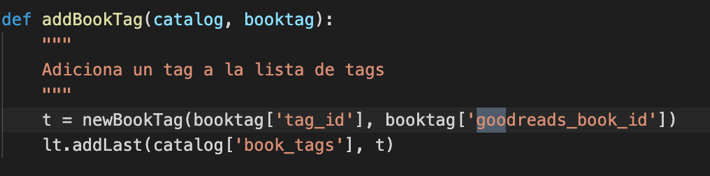 def addBookTag(catalog, booktag):
    """
    Adiciona un tag a la lista de tags
    """
    t = newBookTag(booktag['tag_id'], booktag['goodreads_book_id'])
    lt.addLast(catalog['book_tags'], t)